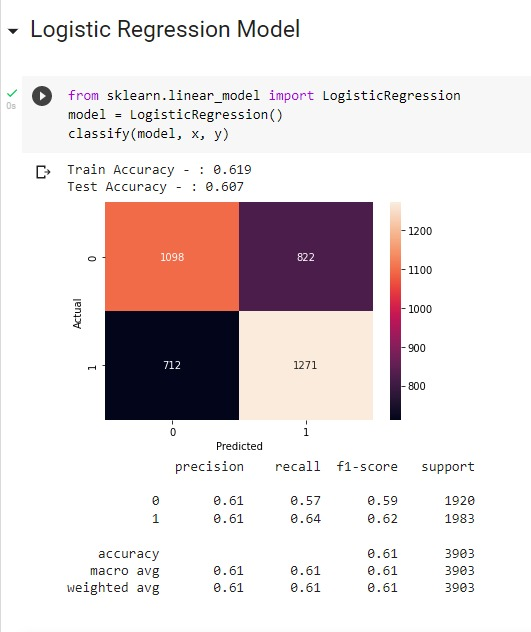 Logistic Regression Model
0s
from sklearn.linear_model import LogisticRegression
model = LogisticRegression()
classify(model, x, y)
Train Accuracy - : 0.619
Test Accuracy - : 0.607
1098 822
712 1271
0
1
Actual
0 1
Predicted
1200
1100
1000
900
800
precision recall f1-score support
0 0.61 0.57 0.59 1920
1 0.61 0.64 0.62 1983
accuracy 0.61 3903
macro avg 0.61 0.61 0.61 3903
weighted avg 0.61 0.61 0.61 3903